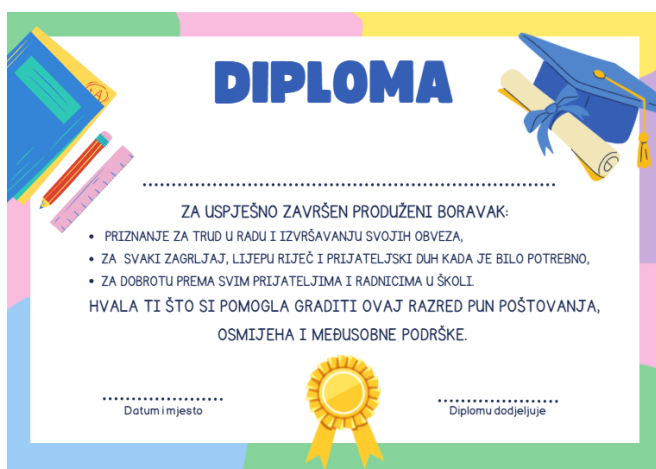 DIPLOMA
A
............................................................
ZA USPJEŠNO ZAVRŠEN PRODUŽENI BORAVAK:
• PRIZNANJE ZA TRUD U RADU I IZVRŠAVANJU SVOJIH OBVEZA,
• ZA SVAKI ZAGRLJAJ, LIJEPU RIJEČ I PRIJATELJSKI DUH KADA JE BILO POTREBNO,
• ZA DOBROTU PREMA SVIM PRIJATELJIMA I RADNICIMA U ŠKOLI.
HVALA TI ŠTO SI POMOGLA GRADITI OVAJ RAZRED PUN POŠTOVANJA,
OSMIJEHA I MEĐUSOBNE PODRŠKE.
.................... ....................
Datum i mjesto Diplomu dodjeljuje